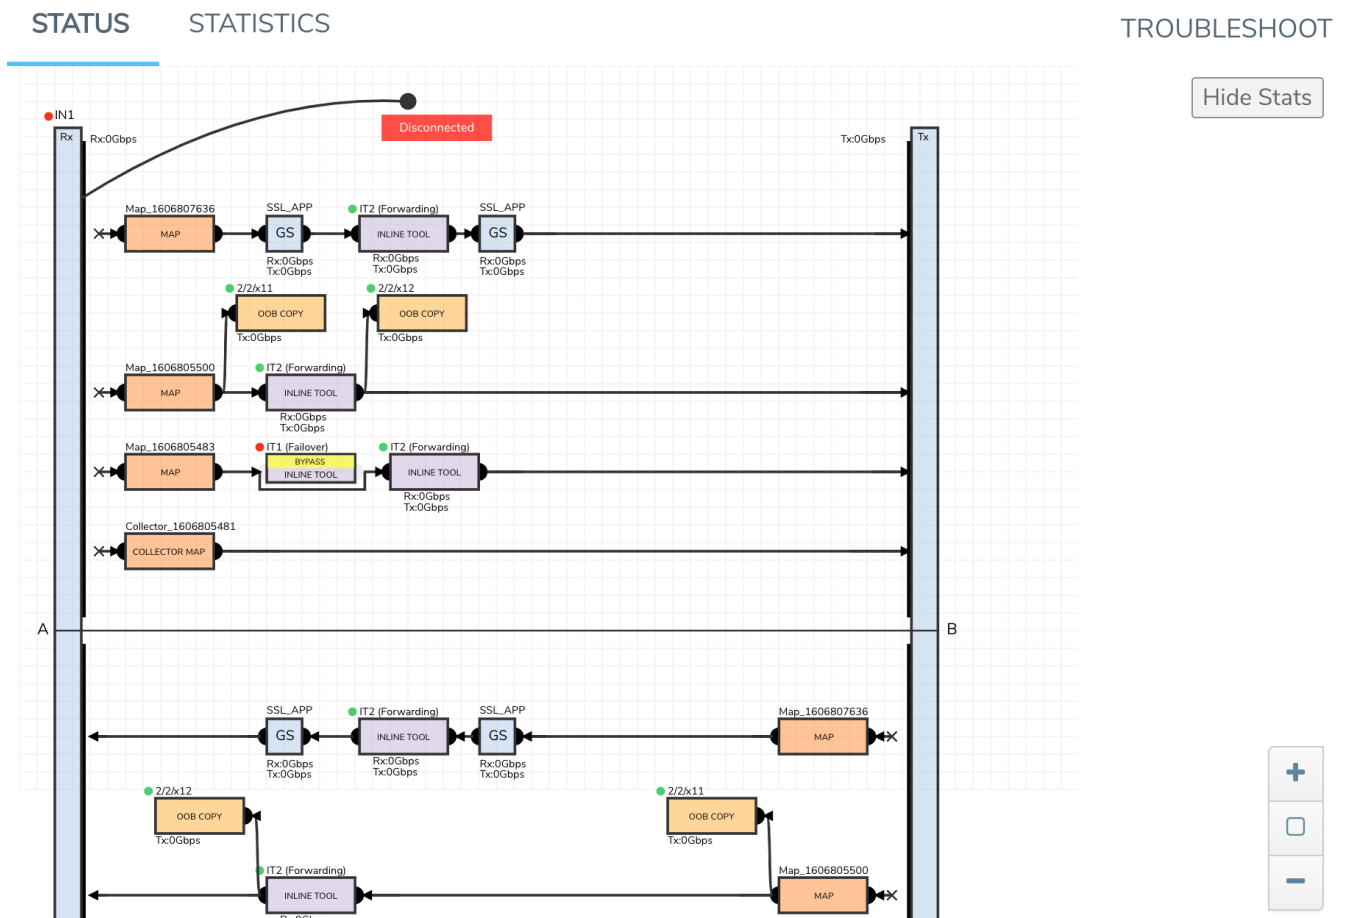 STATUS STATISTICS TROUBLESHOOT
Hide Stats
IN1
Disconnected
Rx Rx:0Gbps Tx:0Gbps Tx
Map_1606807636 SSL_APP IT2 (Forwarding) SSL_APP
MAP GS INLINE TOOL GS
Rx:0Gbps Rx:0Gbps Rx:0Gbps
Tx:0Gbps Tx:0Gbps Tx:0Gbps
2/2/x11 2/2/x12
OOB COPY OOB COPY
Tx:0Gbps Tx:0Gbps
Map_1606805500 IT2 (Forwarding)
MAP INLINE TOOL
Rx:0Gbps
Tx:0Gbps
Map_1606805483 IT1 (Failover) IT2 (Forwarding)
BYPASS
MAP INLINE TOOL INLINE TOOL
Rx:0Gbps
Tx:0Gbps
Collector_1606805481
COLLECTOR MAP
A B
SSL_APP IT2 (Forwarding) SSL_APP Map_1606807636
GS INLINE TOOL GS MAP
Rx:0Gbps Rx:0Gbps Rx:0Gbps
Tx:0Gbps Tx:0Gbps Tx:0Gbps
2/2/x12 2/2/x11
OOB COPY OOB COPY
Tx:0Gbps Tx:0Gbps
IT2 (Forwarding) Map_1606805500
INLINE TOOL MAP